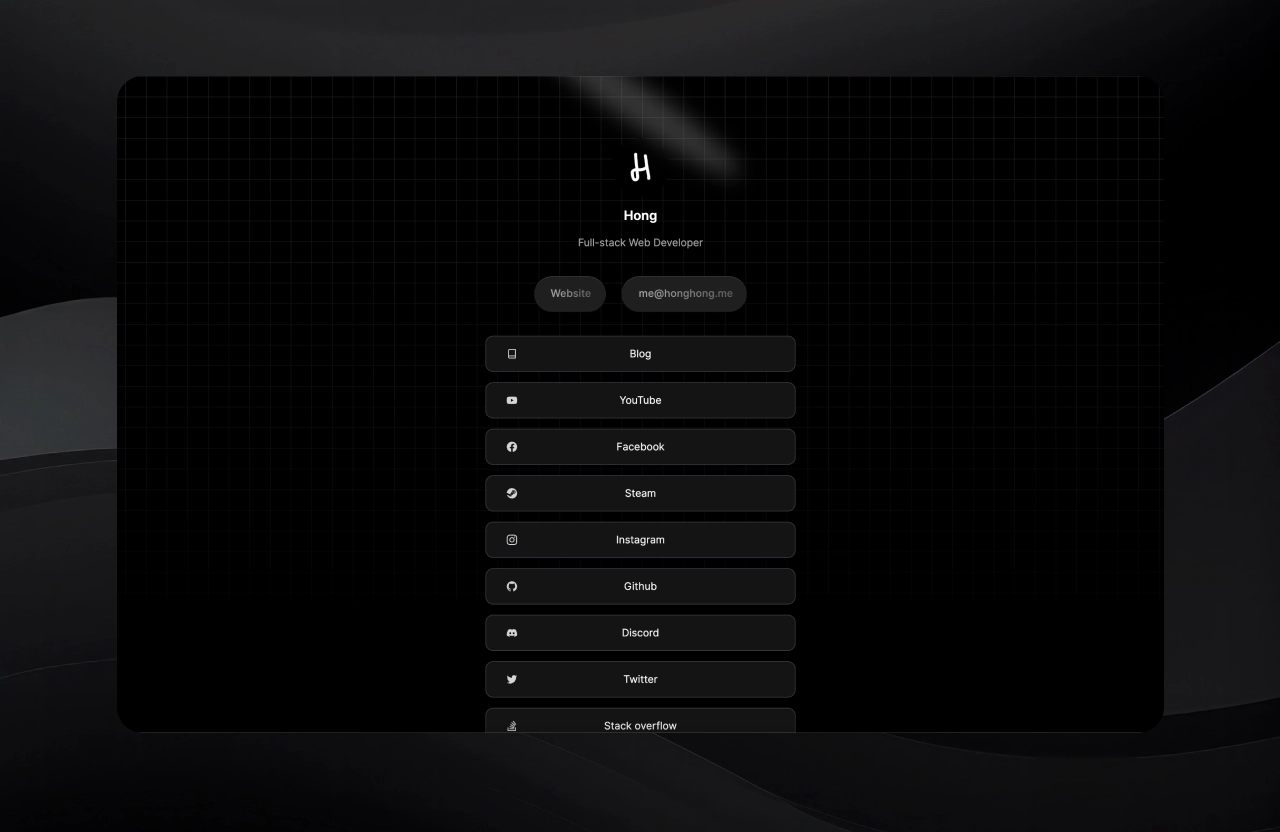 H
Hong
Full-stack Web Developer
Website
me@honghong.me
Blog
YouTube
Facebook
Steam
Instagram
Github
Discord
Twitter
Stack overflow